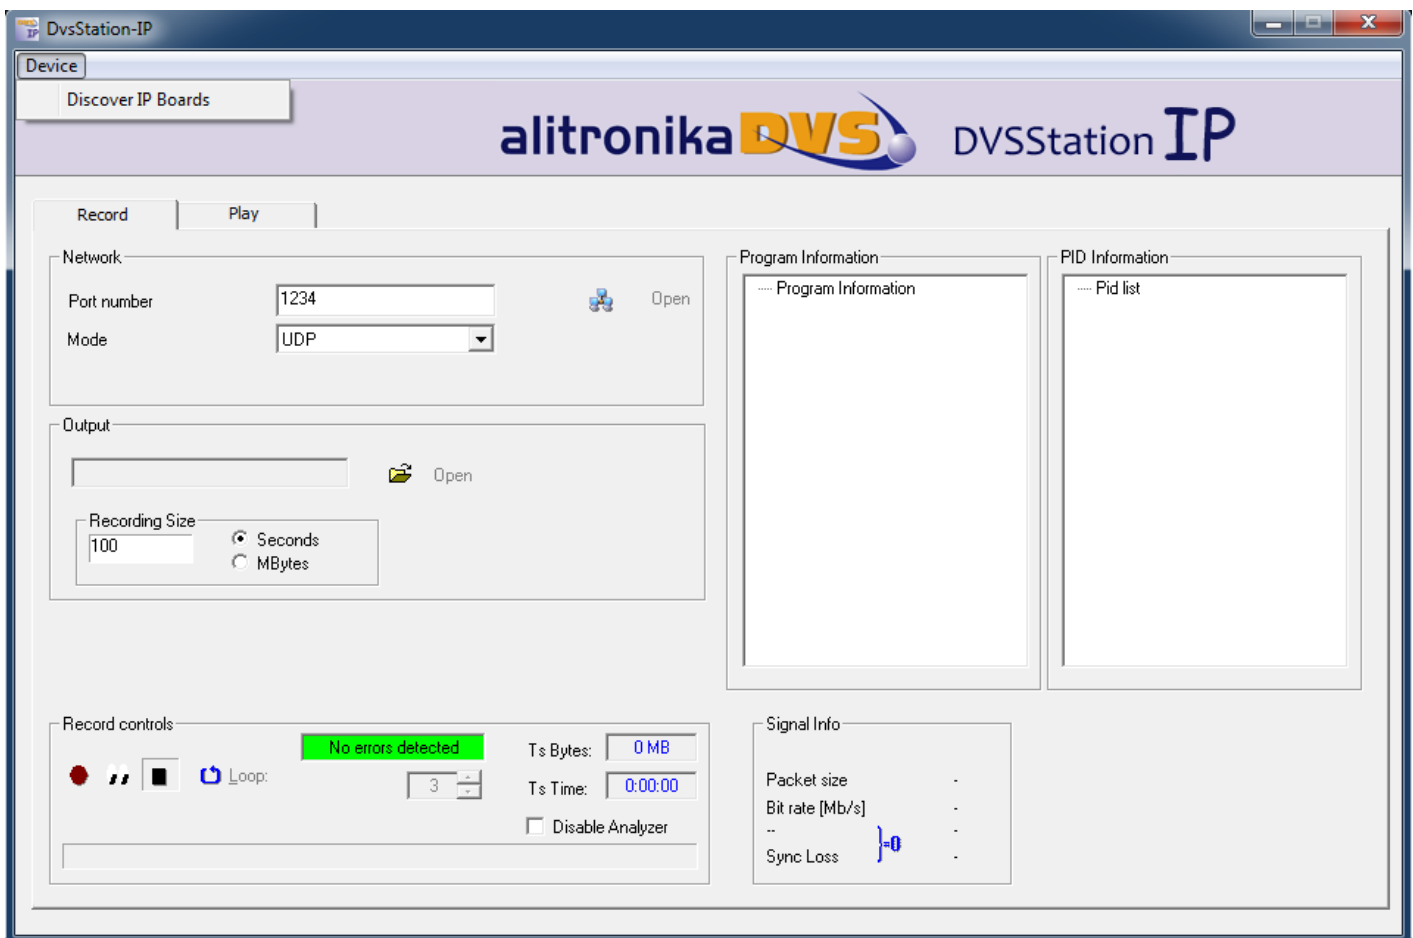 DvsStation-IP
Device
Discover IP Boards
alitronika DVS DVSStation IP
Record Play
Network
Port number 1234 Open
Mode UDP
Output
Open
Recording Size
100
Seconds
MBytes
Program Information
Program Information
PID Information
Pid list
Record controls
No errors detected
Loop:
3
Ts Bytes: 0 MB
Ts Time: 0:00:00
Disable Analyzer
Signal Info
Packet size -
Bit rate [Mb/s] -
-- -
=0
Sync Loss -